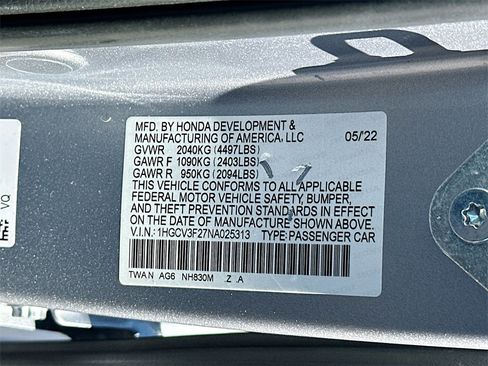 MFD. BY HONDA DEVELOPMENT &
MANUFACTURING OF AMERICA, LLC 05/22
GVWR 2040KG (4497LBS)
GAWR F 1090KG (2403LBS)
GAWR R 950KG (2094LBS)
THIS VEHICLE CONFORMS TO ALL APPLICABLE
FEDERAL MOTOR VEHICLE SAFETY, BUMPER,
AND THEFT PREVENTION STANDARDS IN EFFECT
ON THE DATE OF MANUFACTURE SHOWN ABOVE.
V.I.N.: 1HGCV3F27NA025313 TYPE: PASSENGER CAR
TWA N AG6 NH830M Z A
VQ